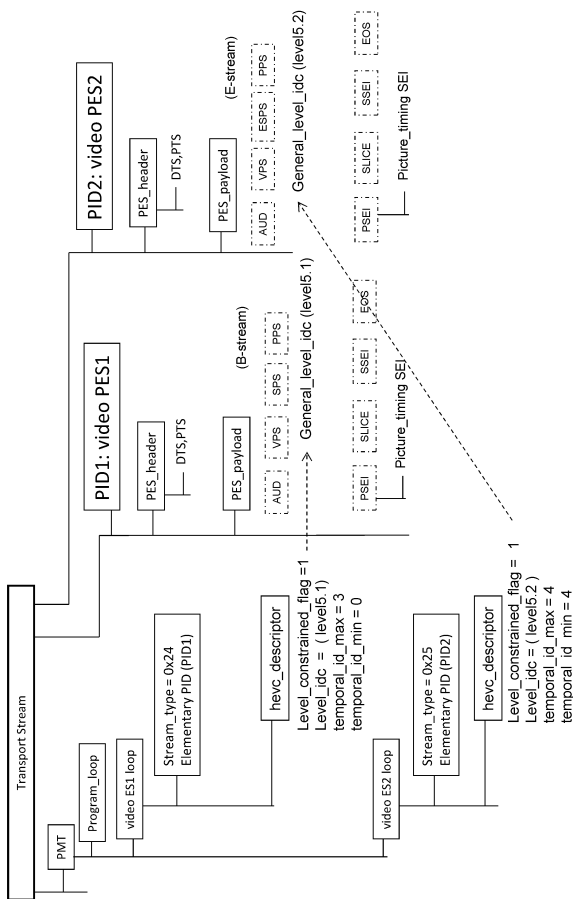 Transport Stream
PMT
Program_loop
video ES1 loop
Stream_type = 0x24
Elementary PID (PID1)
hevc_descriptor
Level_constrained_flag =1
Level_idc = ( level5.1)
temporal_id_max = 3
temporal_id_min = 0
video ES2 loop
Stream_type = 0x25
Elementary PID (PID2)
hevc_descriptor
Level_constrained_flag = 1
Level_idc = ( level5.2 )
temporal_id_max = 4
temporal_id_min = 4
PID1: video PES1
PES_header
DTS,PTS
PES_payload
(B-stream)
AUD VPS SPS PPS
General_level_idc (level5.1)
PSEI SLICE SSEI EOS
Picture_timing SEI
PID2: video PES2
PES_header
DTS,PTS
PES_payload
(E-stream)
AUD VPS ESPS PPS
General_level_idc (level5.2)
PSEI SLICE SSEI EOS
Picture_timing SEI